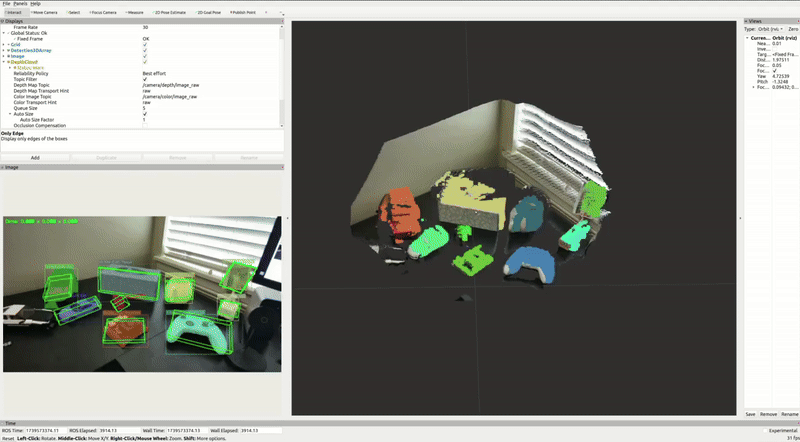 File Panels Help
Interact Move Camera Select Focus Camera Measure 2D Pose Estimate 2D Goal Pose Publish Point
Displays
Frame Rate 30
Global Status: Ok
Fixed Frame OK
Grid
Detection3DArray
Image
DepthCloud
Status: Warn
Reliability Policy Best effort
Topic Filter
Depth Map Topic /camera/depth/image_raw
Depth Map Transport Hint raw
Color Image Topic /camera/color/image_raw
Color Transport Hint raw
Queue Size 5
Auto Size
Auto Size Factor 1
Occlusion Compensation
Only Edge
Display only edges of the boxes
Add Duplicate Remove Rename
Image
Views
Type: Orbit (rviz) Zero
Curren... Orbit (rviz)
Nea... 0.01
Inve...
Targ... <Fixed Fram
Dist... 1.97511
Foc... 0.05
Foc...
Yaw 4.72539
Pitch -1.3248
Foc... 0.09432; 0...
Save Remove Rename
Time
ROS Time: ROS Elapsed: 3914.13 Wall Time: Wall Elapsed: 3914.13
Experimental
Reset Left-Click: Rotate. Middle-Click: Move X/Y. Right-Click/Mouse Wheel: Zoom. Shift: More options.
21 fps